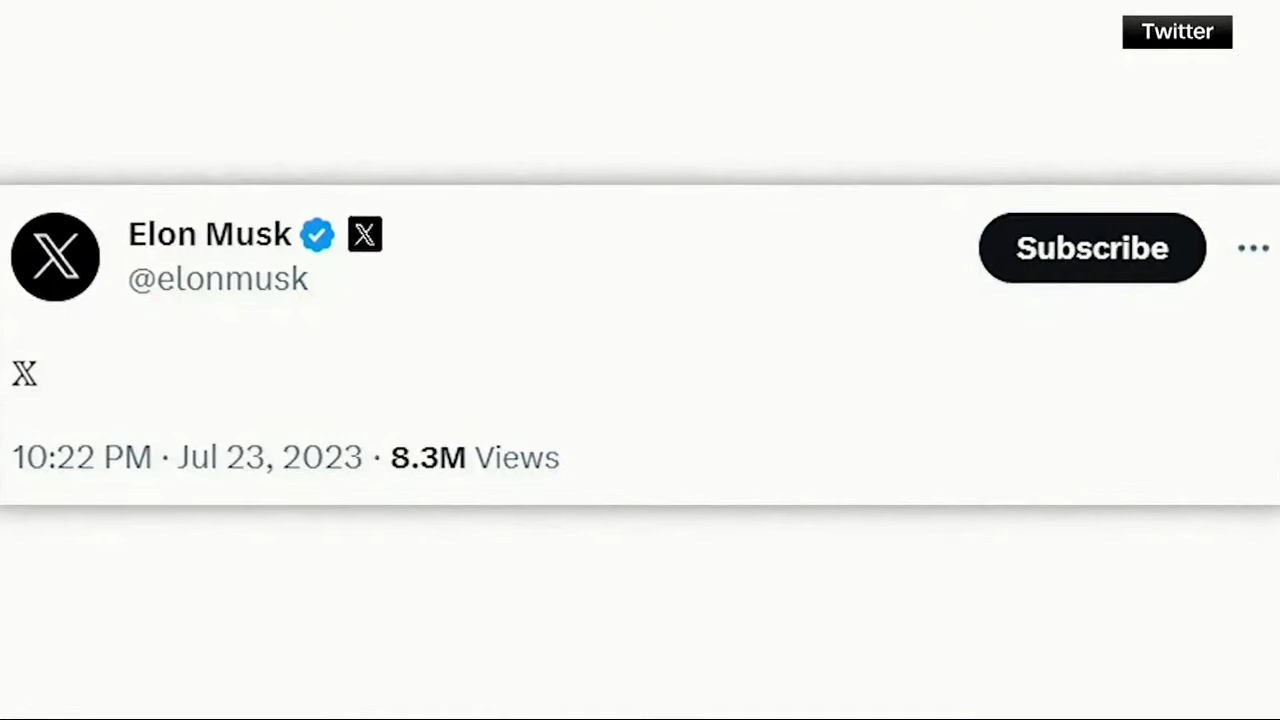 Twitter
Elon Musk
@elonmusk
Subscribe
𝕏
10:22 PM · Jul 23, 2023 · 8.3M Views